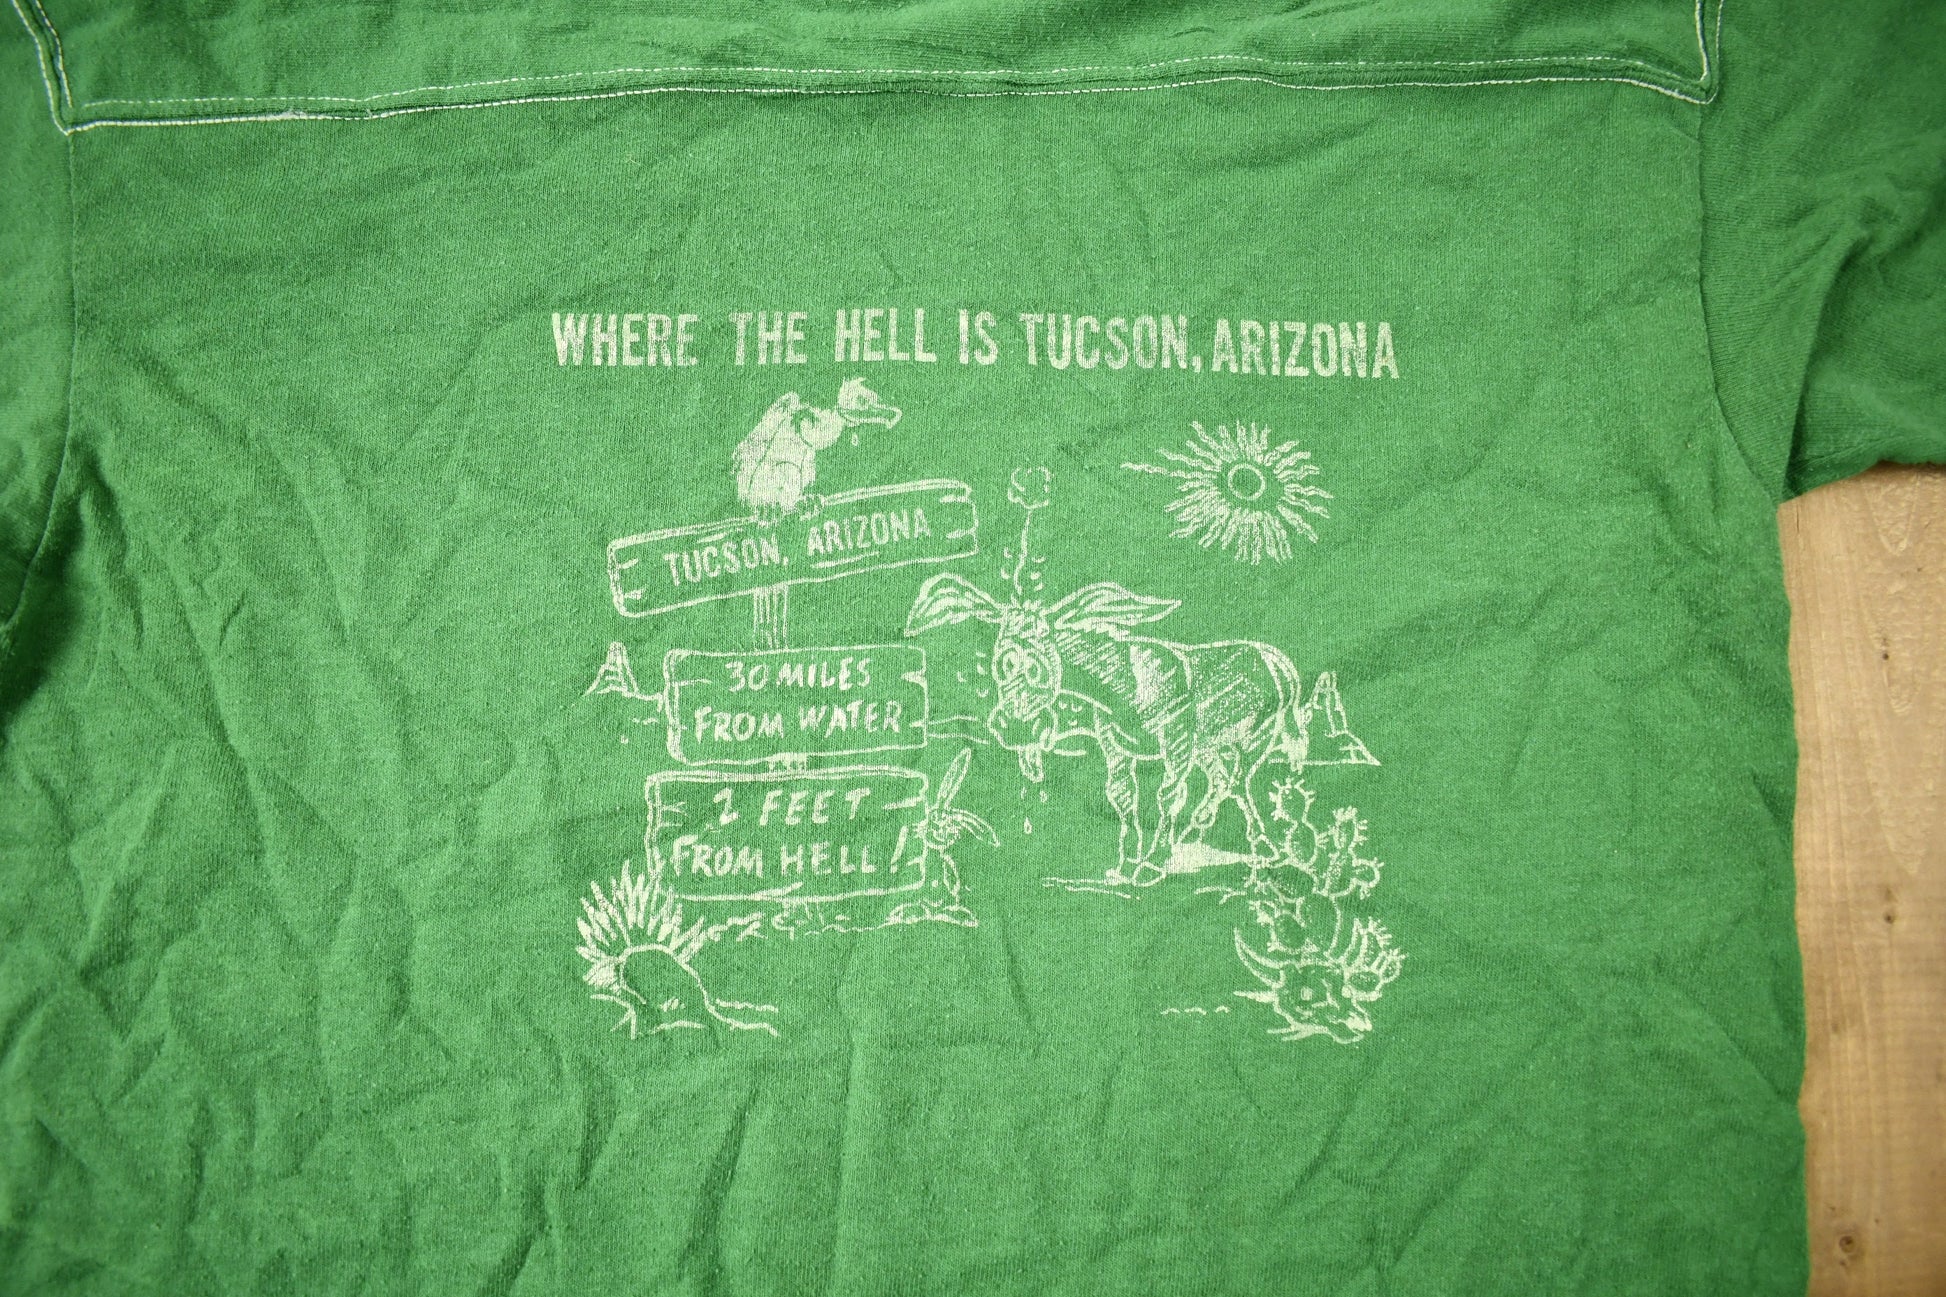 WHERE THE HELL IS TUCSON, ARIZONA
TUCSON, ARIZONA
30 MILES
FROM WATER
2 FEET
FROM HELL!